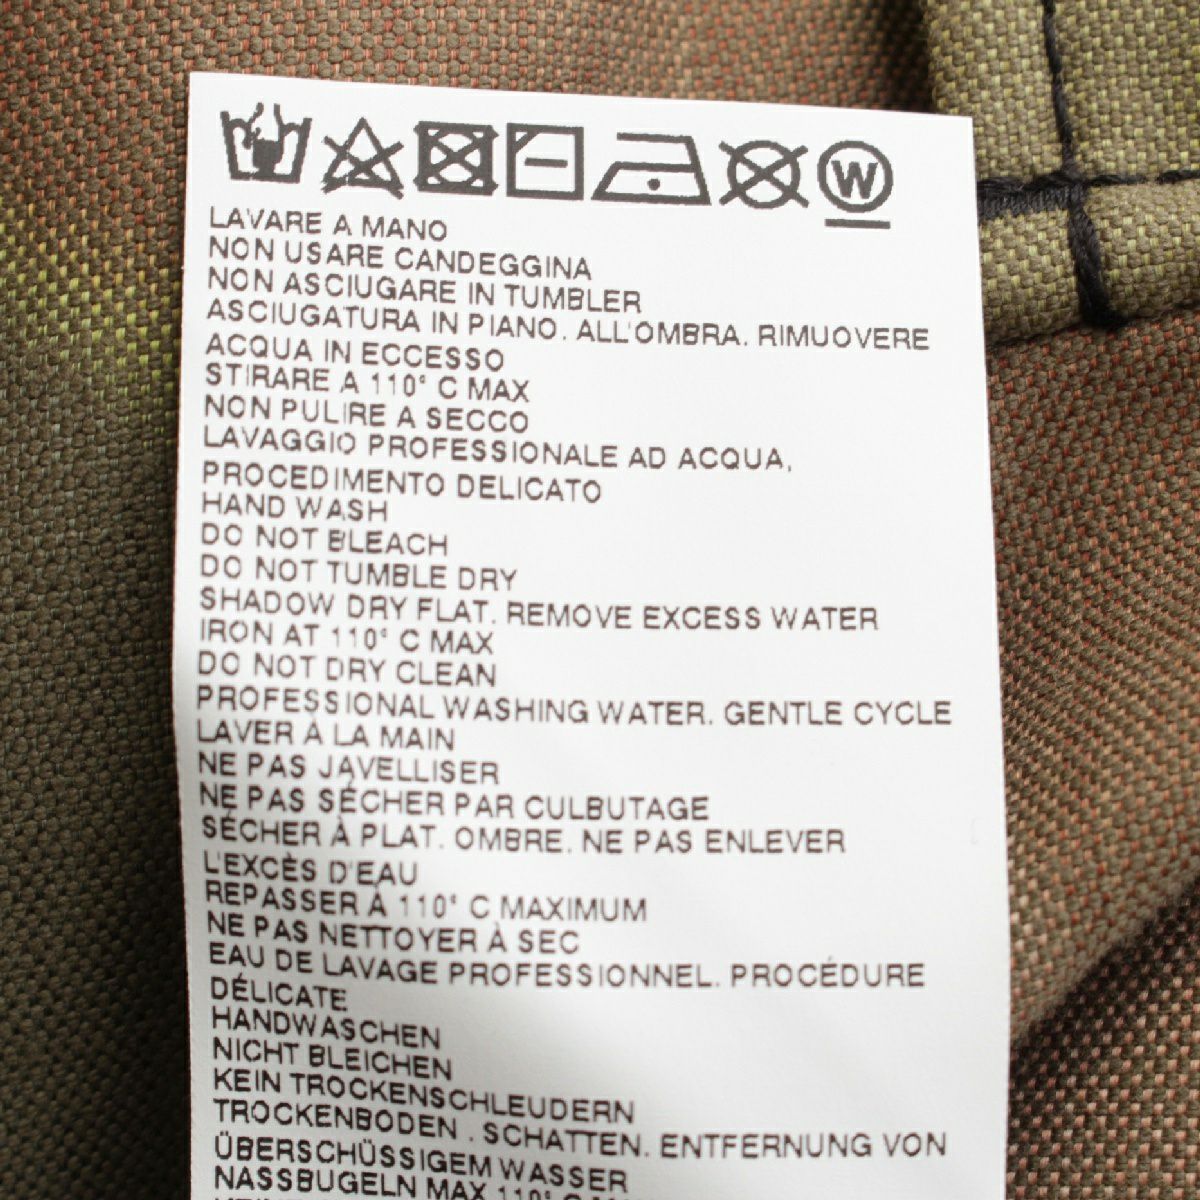 W
LAVARE A MANO
NON USARE CANDEGGINA
NON ASCIUGARE IN TUMBLER
ASCIUGATURA IN PIANO. ALL'OMBRA. RIMUOVERE
ACQUA IN ECCESSO
STIRARE A 110° C MAX
NON PULIRE A SECCO
LAVAGGIO PROFESSIONALE AD ACQUA,
PROCEDIMENTO DELICATO
HAND WASH
DO NOT BLEACH
DO NOT TUMBLE DRY
SHADOW DRY FLAT. REMOVE EXCESS WATER
IRON AT 110° C MAX
DO NOT DRY CLEAN
PROFESSIONAL WASHING WATER. GENTLE CYCLE
LAVER À LA MAIN
NE PAS JAVELLISER
NE PAS SÉCHER PAR CULBUTAGE
SÉCHER À PLAT. OMBRE. NE PAS ENLEVER
L'EXCÈS D'EAU
REPASSER À 110° C MAXIMUM
NE PAS NETTOYER À SEC
EAU DE LAVAGE PROFESSIONNEL. PROCÉDURE
DÉLICATE
HANDWASCHEN
NICHT BLEICHEN
KEIN TROCKENSCHLEUDERN
TROCKENBODEN . SCHATTEN. ENTFERNUNG VON
ÜBERSCHÜSSIGEM WASSER
NASSBUGELN MAX 110° C